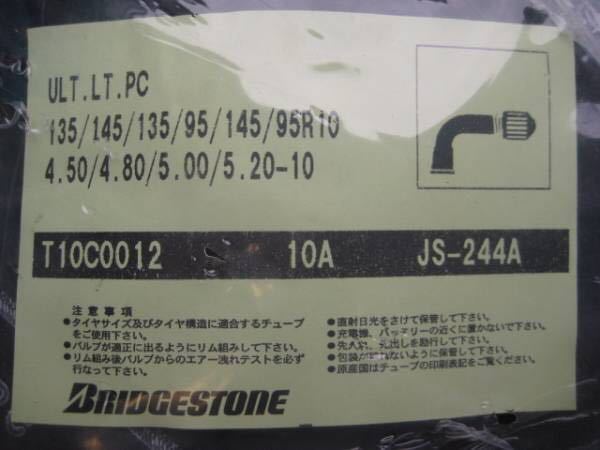 ULT.LT.PC
135/145/135/95/145/95R10
4.50/4.80/5.00/5.20-10
T10C0012 10A JS-244A
注意事項
●タイヤサイズ及びタイヤ構造に適合するチューブ
をご使用下さい。
●バルブが適正に出るようにリム組みして下さい。
●リム組み後バルブからのエアー洩れテストを必ず
行なって下さい。
●直射日光をさけて保管して下さい。
●充電機、バッテリーの近くに置かないで下さい。
●先入や、先出しを励行して下さい。
●包装が破れないように保管して下さい。
●原産国はチューブの印刷表記をご覧ください。
BRIDGESTONE